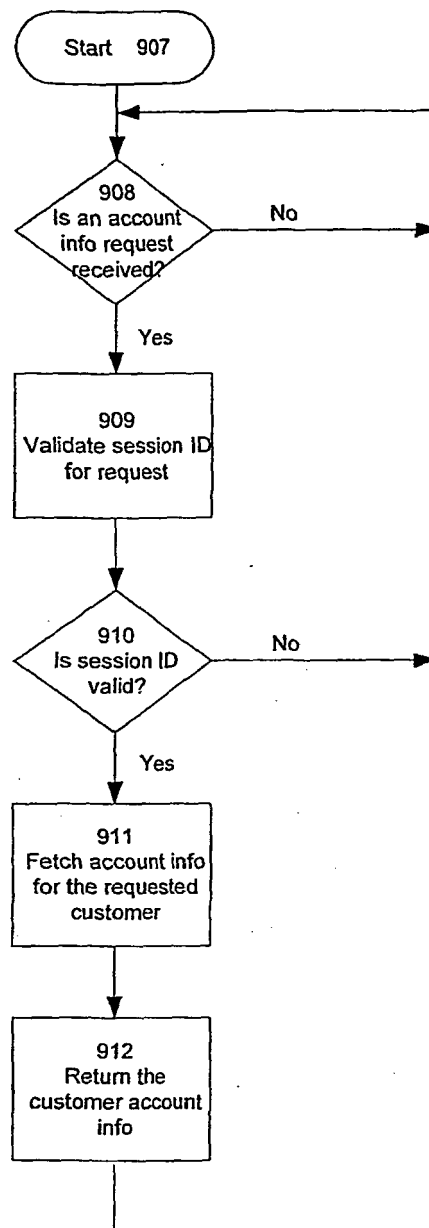 Start 907
908
Is an account
info request
received?
No
Yes
909
Validate session ID
for request
910
Is session ID
valid?
No
Yes
911
Fetch account info
for the requested
customer
912
Return the
customer account
info